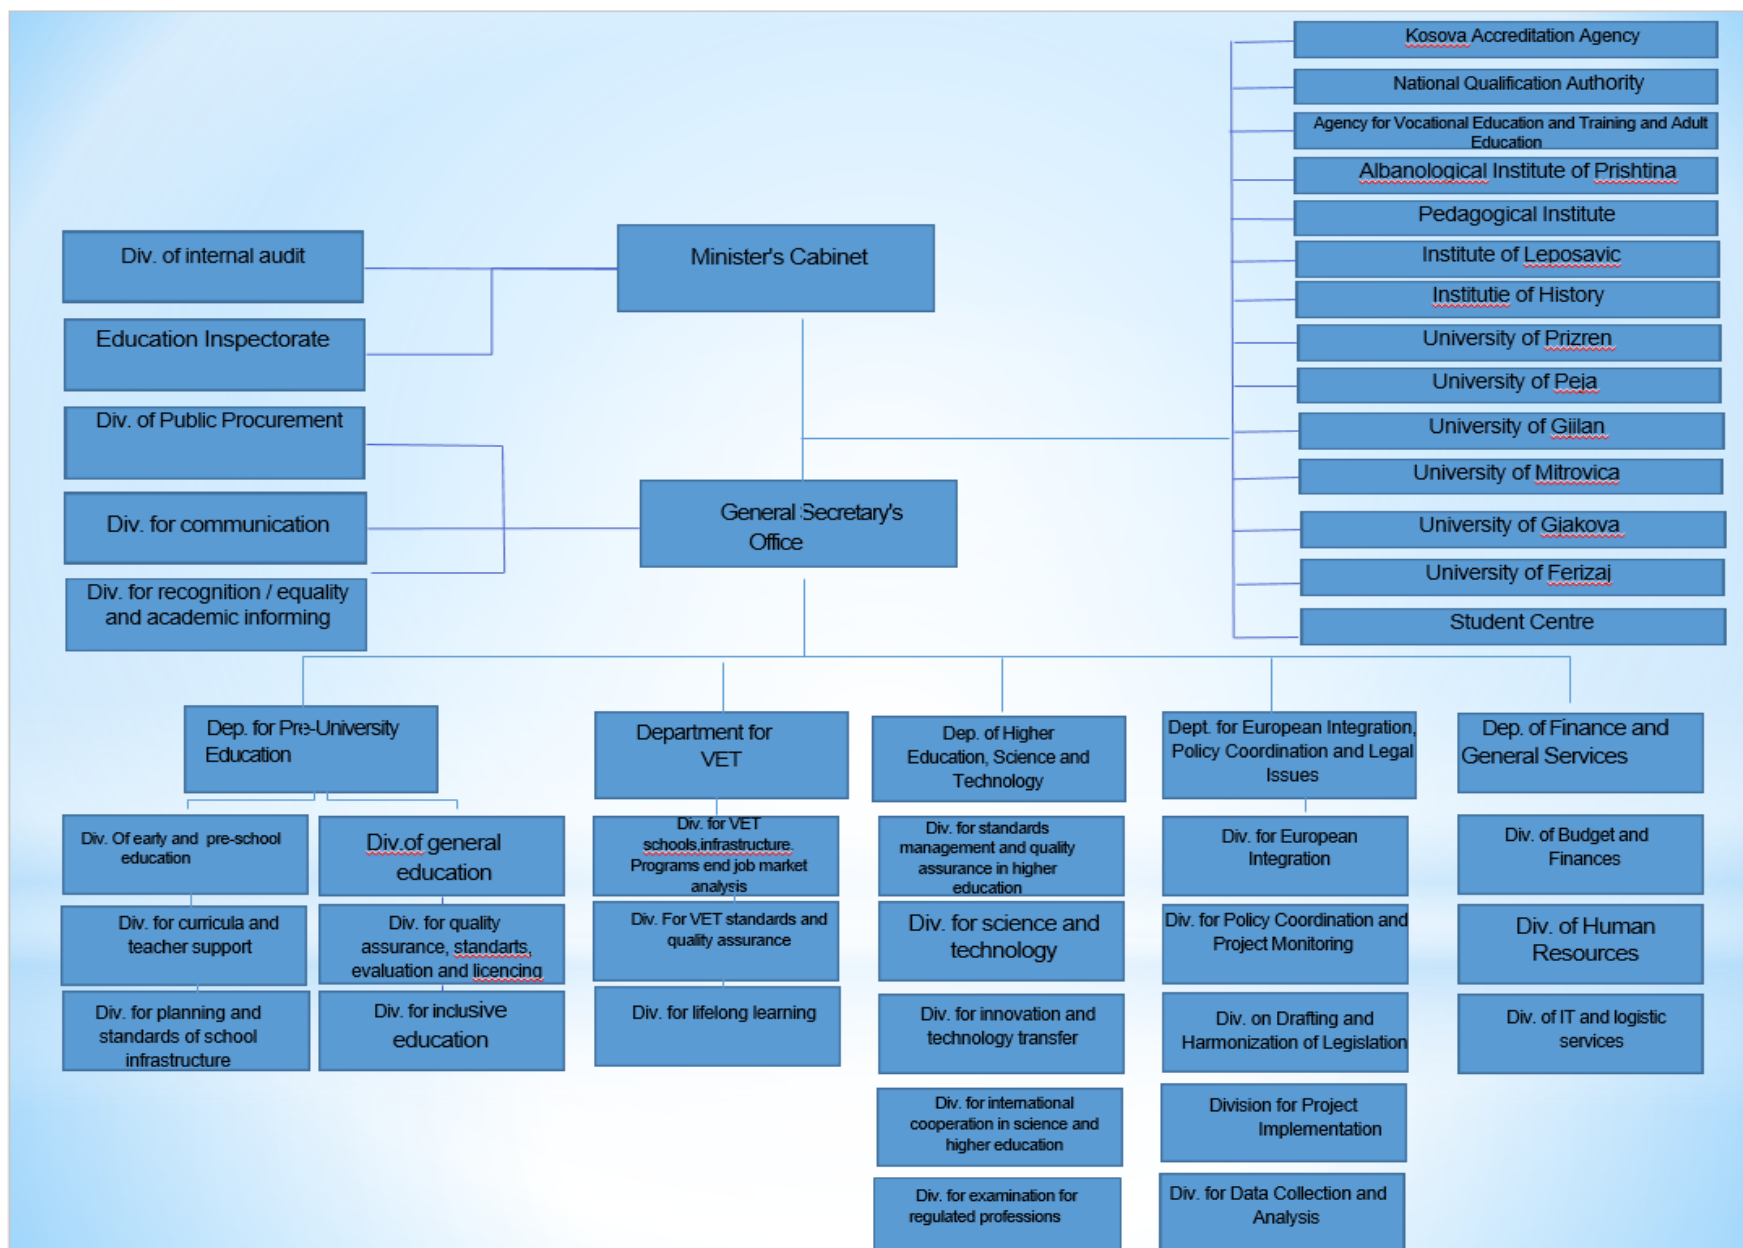 Kosova Accreditation Agency
National Qualification Authority
Agency for Vocational Education and Training and Adult
Education
Albanological Institute of Prishtina
Pedagogical Institute
Institute of Leposavic
Institutie of History
University of Prizren
University of Peja
University of Gjilan
University of Mitrovica
University of Gjakova
University of Ferizaj
Student Centre
Minister's Cabinet
Div. of internal audit
Education Inspectorate
Div. of Public Procurement
Div. for communication
Div. for recognition / equality
and academic informing
General Secretary's
Office
Dep. for Pre-University
Education
Div. Of early and pre-school
education
Div. for curricula and
teacher support
Div. for planning and
standards of school
infrastructure
Div.of general
education
Div. for quality
assurance, standarts,
evaluation and licencing
Div. for inclusive
education
Department for
VET
Div. for VET
schools,infrastructure.
Programs end job market
analysis
Div. For VET standards and
quality assurance
Div. for lifelong learning
Dep. of Higher
Education, Science and
Technology
Div. for standards
management and quality
assurance in higher
education
Div. for science and
technology
Div. for innovation and
technology transfer
Div. for international
cooperation in science and
higher education
Div. for examination for
regulated professions
Dept. for European Integration,
Policy Coordination and Legal
Issues
Div. for European
Integration
Div. for Policy Coordination and
Project Monitoring
Div. on Drafting and
Harmonization of Legislation
Division for Project
Implementation
Div. for Data Collection and
Analysis
Dep. of Finance and
General Services
Div. of Budget and
Finances
Div. of Human
Resources
Div. of IT and logistic
services